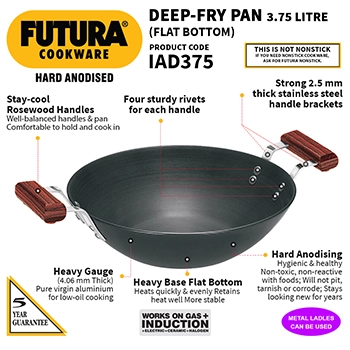 FUTURA®
COOKWARE
HARD ANODISED
DEEP-FRY PAN 3.75 LITRE
(FLAT BOTTOM)
PRODUCT CODE
IAD375
THIS IS NOT NONSTICK
IF YOU NEED NONSTICK COOKWARE,
ASK FOR FUTURA NONSTICK.
Stay-cool
Rosewood Handles
Well-balanced handles & pan
Comfortable to hold and cook in
Four sturdy rivets
for each handle
Strong 2.5 mm
thick stainless steel
handle brackets
Heavy Gauge
(4.06 mm Thick)
Pure virgin aluminium
for low-oil cooking
Heavy Base Flat Bottom
Heats quickly & evenly Retains
heat well More stable
Hard Anodising
Hygienic & healthy
Non-toxic, non-reactive
with foods; Will not pit,
tarnish or corrode; Stays
looking new for years
5
YEAR
GUARANTEE
WORKS ON GAS +
INDUCTION
+ELECTRIC+CERAMIC+HALOGEN
METAL LADLES
CAN BE USED